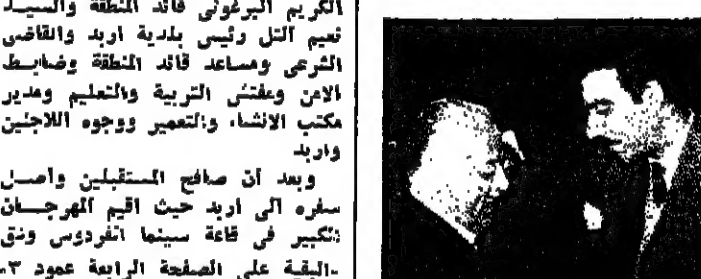 الكريم البرغوثي قائد المنطقة والسيد
نعيم التل رئيس بلدية اربد والقاضي
الشرعي ومساعد قائد المنطقة وضابط
الامن ومفتش التربية والتعليم ومدير
مكتب الانشاء والتعمير ووجوه اللاجئين
واربد
وبعد أن صافح المستقبلين واصل
سفره الى اربد حيث اقيم المهرجان
الكبير في قاعة سينما الفردوس وفق
-البقية على الصفحة الرابعة عمود ٣-